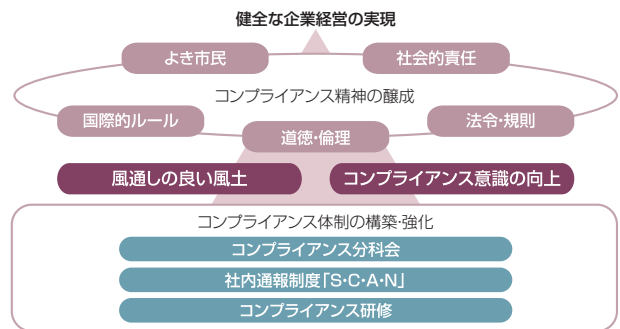 健全な企業経営の実現
よき市民
社会的責任
コンプライアンス精神の醸成
国際的ルール
法令・規則
道徳・倫理
風通しの良い風土
コンプライアンス意識の向上
コンプライアンス体制の構築・強化
コンプライアンス分科会
社内通報制度「S・C・A・N」
コンプライアンス研修